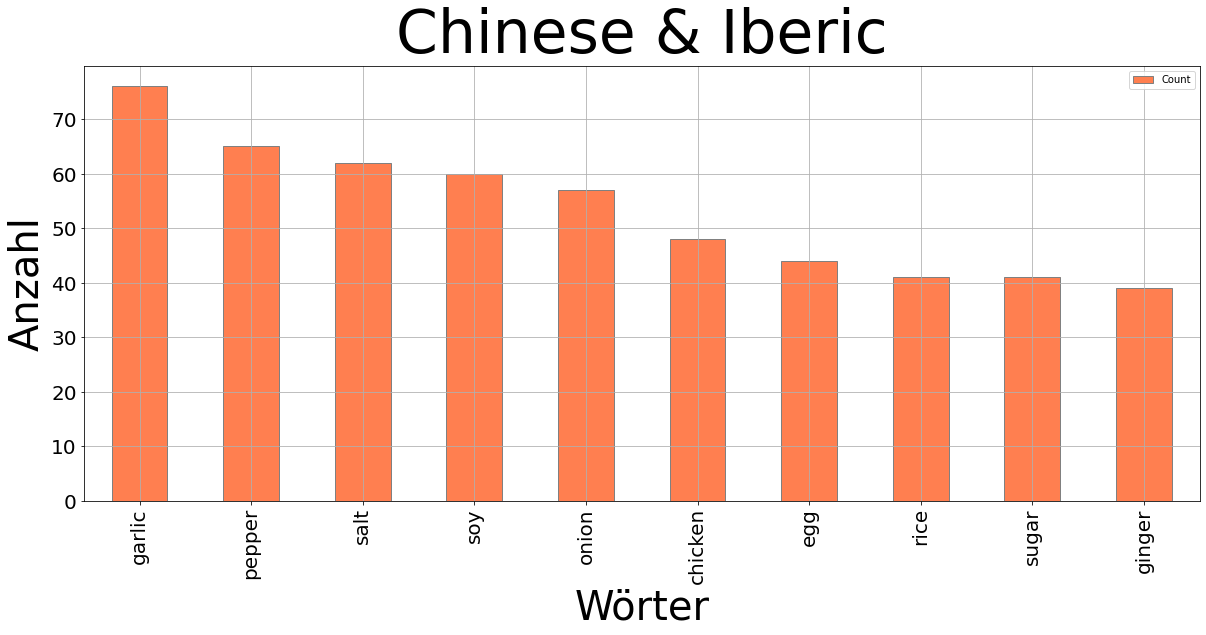 Chinese & Iberic
Count
Anzahl
70
60
50
40
30
20
10
0
garlic
pepper
salt
soy
onion
chicken
egg
rice
sugar
ginger
Wörter